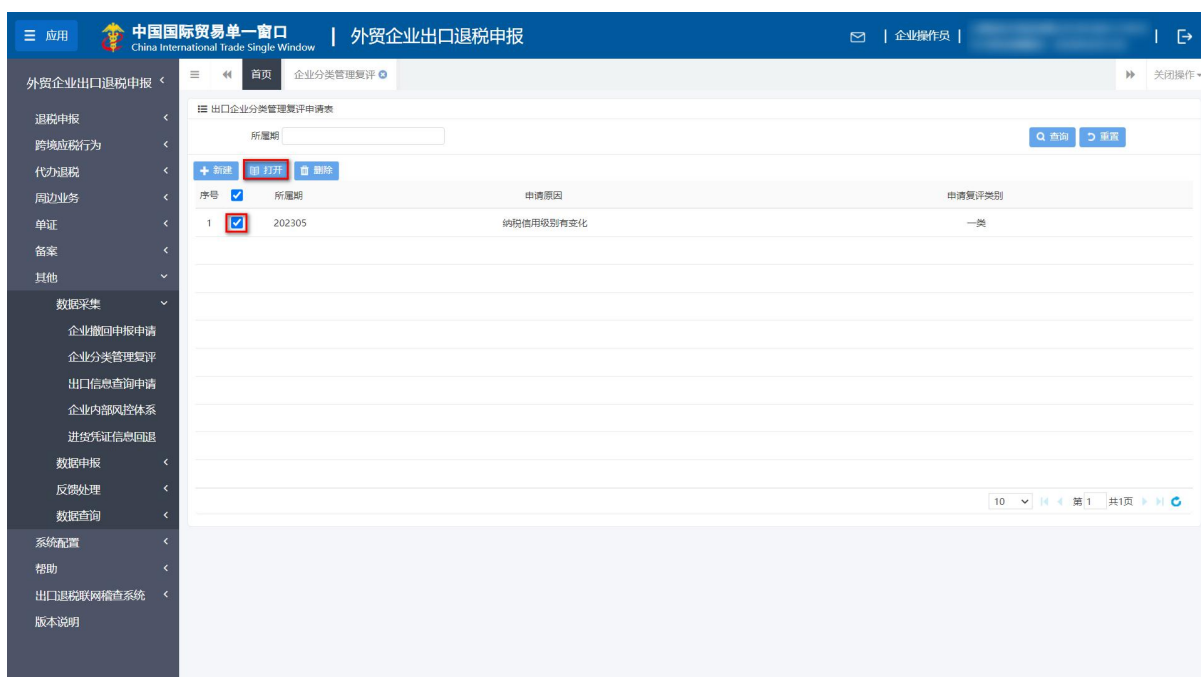 应用
中国国际贸易单一窗口 | 外贸企业出口退税申报
China International Trade Single Window
企业操作员
外贸企业出口退税申报
首页 企业分类管理复评 关闭操作
出口企业分类管理复评申请表
退税申报
所属期 查询 重置
跨境应税行为
代办退税
新建 打开 删除
周边业务
序号 所属期 申请原因 申请复评类别
单证
1 202305 纳税信用级别有变化 一类
备案
其他
数据采集
企业撤回申报申请
企业分类管理复评
出口信息查询申请
企业内部风控体系
进货凭证信息回退
数据申报
反馈处理
10 第 1 共1页
数据查询
系统配置
帮助
出口退税联网稽查系统
版本说明